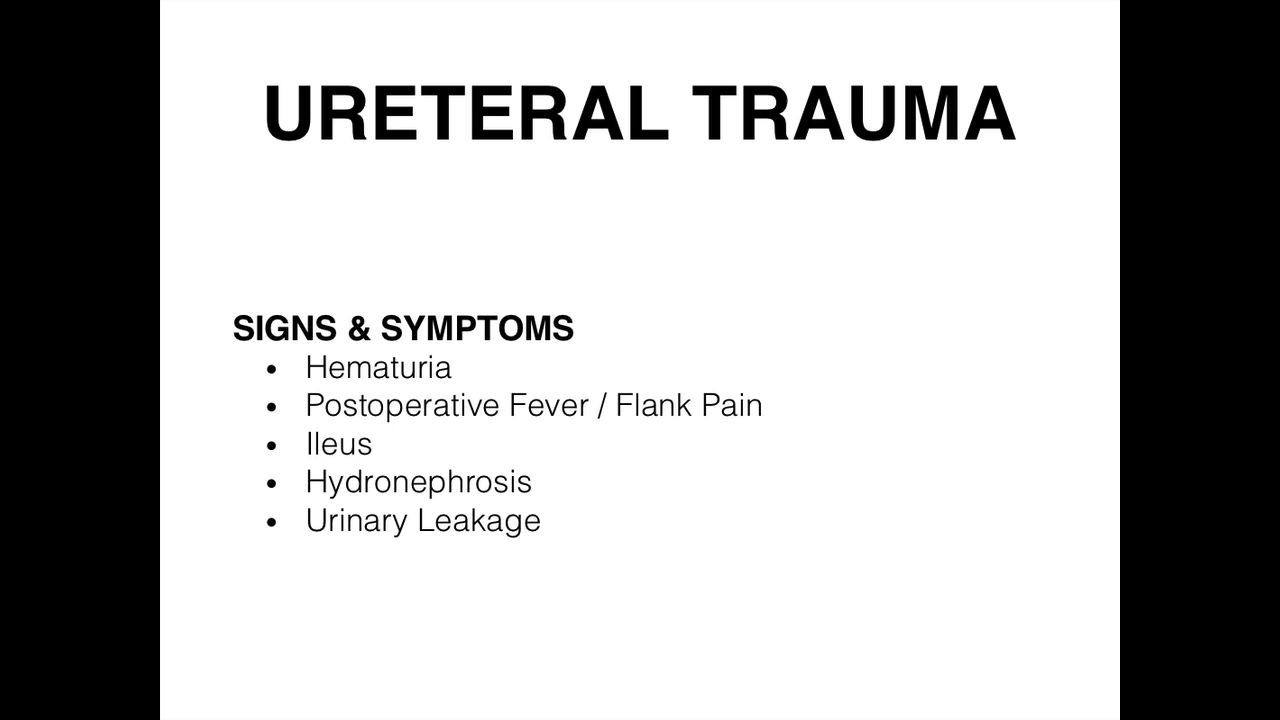 URETERAL TRAUMA
SIGNS & SYMPTOMS
• Hematuria
• Postoperative Fever / Flank Pain
• Ileus
• Hydronephrosis
• Urinary Leakage